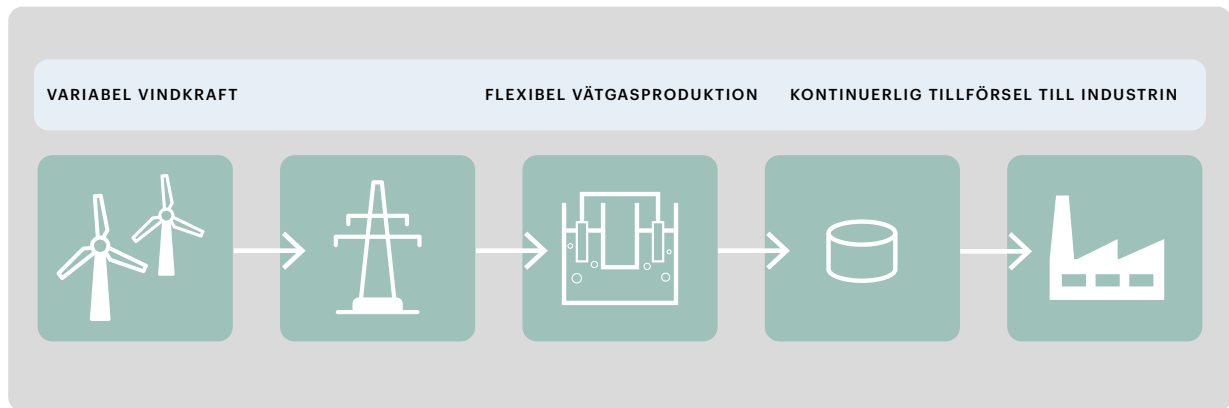 VARIABEL VINDKRAFT
FLEXIBEL VÄTGASPRODUKTION
KONTINUERLIG TILLFÖRSEL TILL INDUSTRIN